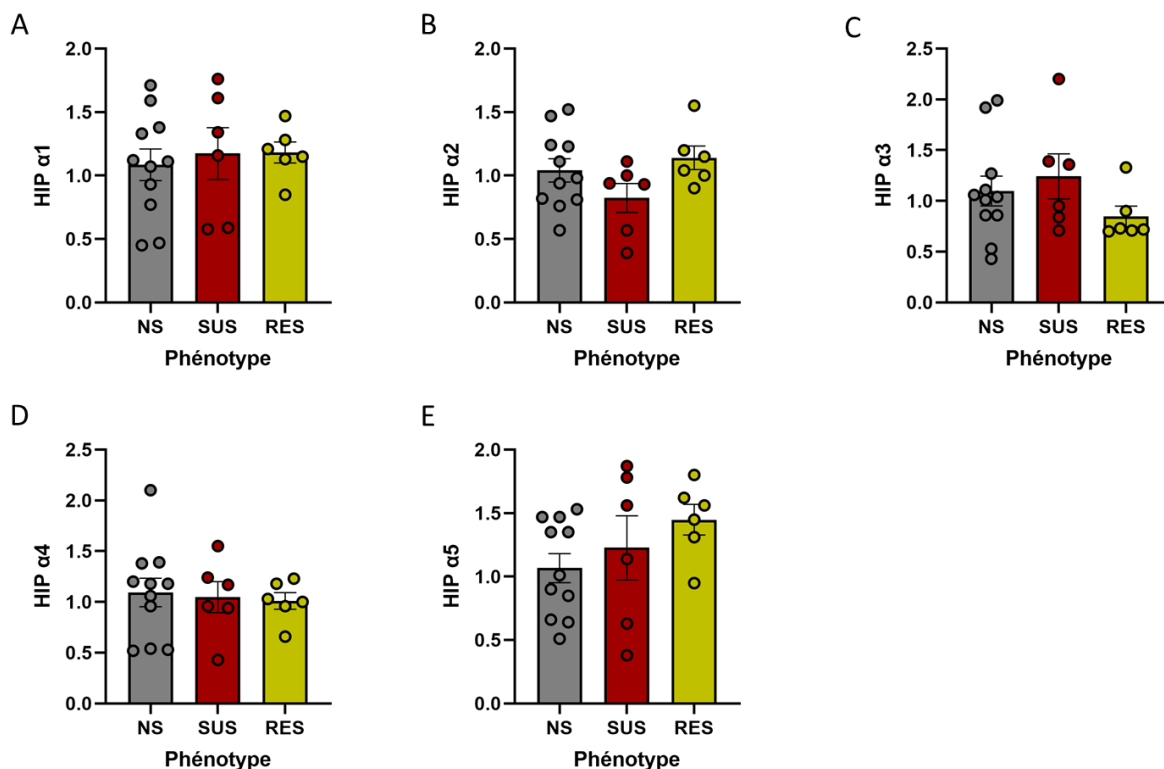 A
HIP α1
2.0
1.5
1.0
0.5
0.0
NS SUS RES
Phénotype
B
HIP α2
2.0
1.5
1.0
0.5
0.0
NS SUS RES
Phénotype
C
HIP α3
2.5
2.0
1.5
1.0
0.5
0.0
NS SUS RES
Phénotype
D
HIP α4
2.5
2.0
1.5
1.0
0.5
0.0
NS SUS RES
Phénotype
E
HIP α5
2.0
1.5
1.0
0.5
0.0
NS SUS RES
Phénotype